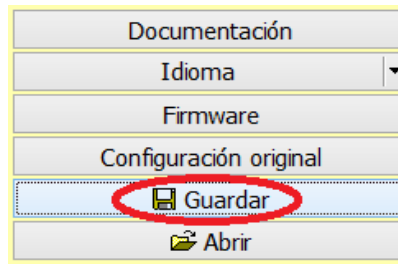 Documentación
Idioma
Firmware
Configuración original
Guardar
Abrir